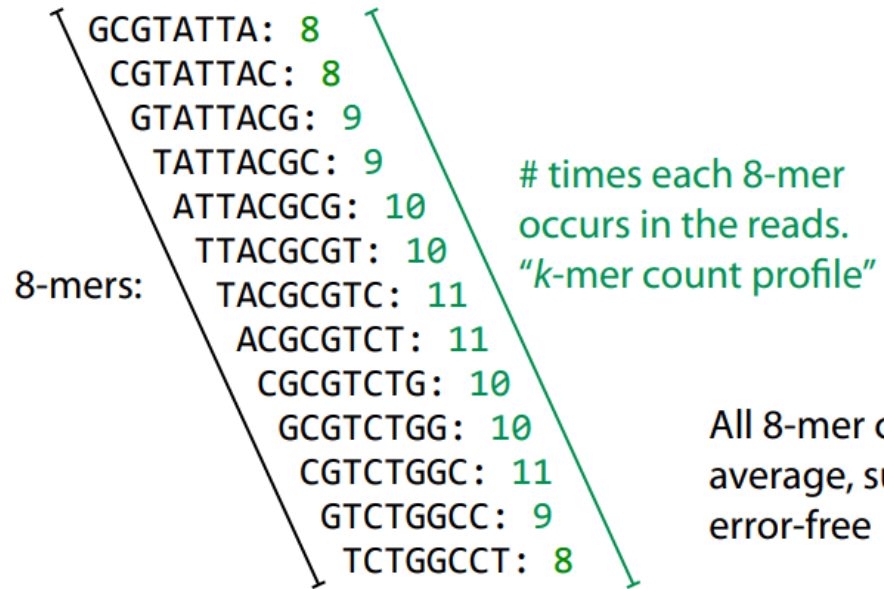 GCGTATTA: 8
CGTATTAC: 8
GTATTACG: 9
TATTACGC: 9
ATTACGCG: 10
TTACGCGT: 10
TACGCGTC: 11
ACGCGTCT: 11
CGCGTCTG: 10
GCGTCTGG: 10
CGTCTGGC: 11
GTCTGGCC: 9
TCTGGCCT: 8
8-mers:
# times each 8-mer
occurs in the reads.
“k-mer count profile”
All 8-mer
average,
error-free